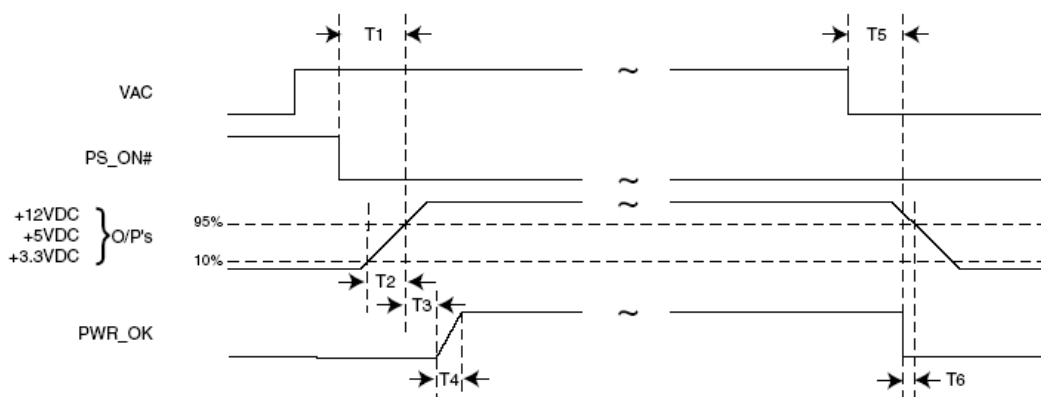 T1
T5
VAC
~
PS_ON#
~
+12VDC
+5VDC } O/P's
+3.3VDC
95%
~
10%
T2
T3
PWR_OK
~
T4
T6